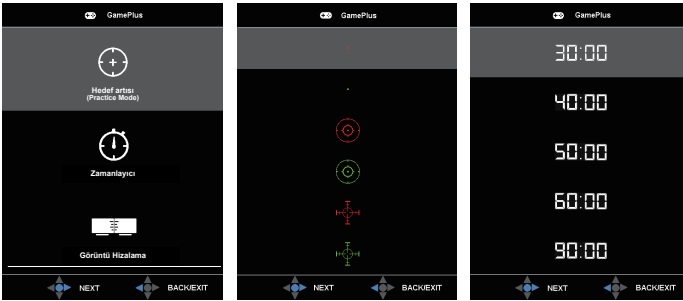 GamePlus
Hedef artısı
(Practice Mode)
Zamanlayıcı
Görüntü Hizalama
NEXT
BACK/EXIT
GamePlus
NEXT
BACK/EXIT
GamePlus
30:00
40:00
50:00
60:00
90:00
NEXT
BACK/EXIT